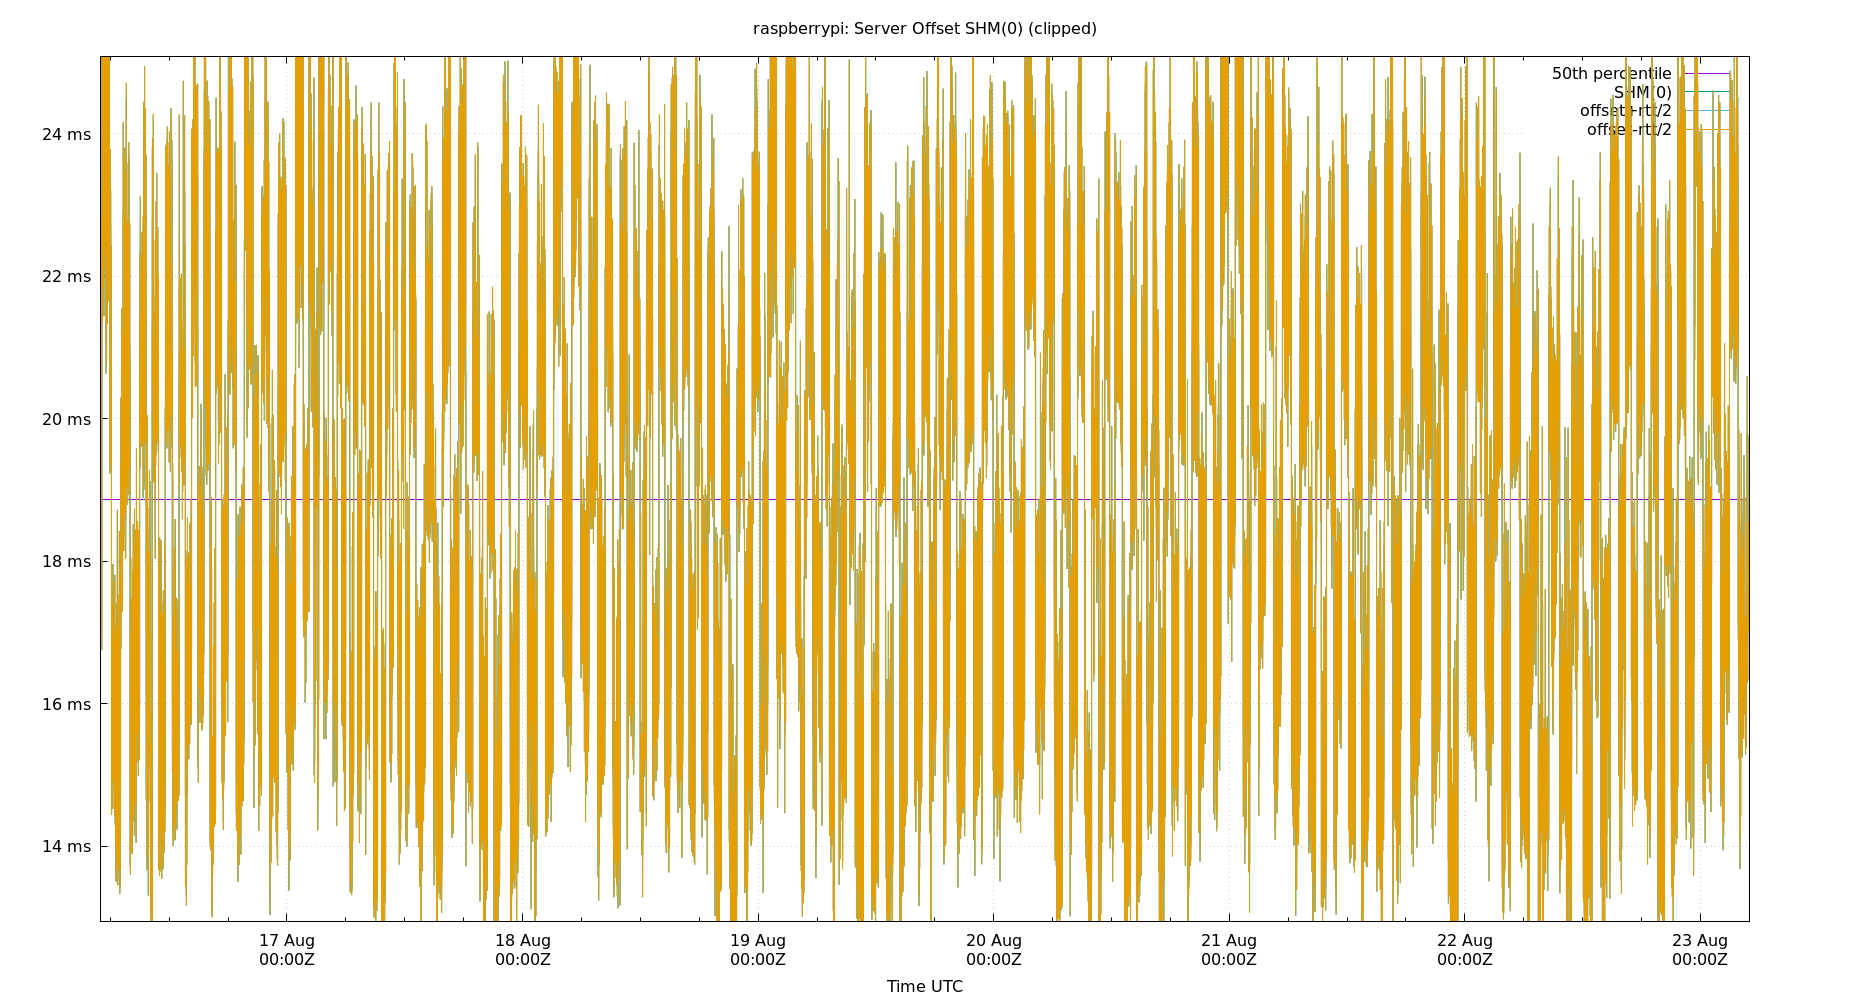 raspberrypi: Server Offset SHM(0) (clipped)
50th percentile
SHM(0)
offset+rtt/2
offset-rtt/2
24 ms
22 ms
20 ms
18 ms
16 ms
14 ms
17 Aug 18 Aug 19 Aug 20 Aug 21 Aug 22 Aug 23 Aug
00:00Z 00:00Z 00:00Z 00:00Z 00:00Z 00:00Z 00:00Z
Time UTC